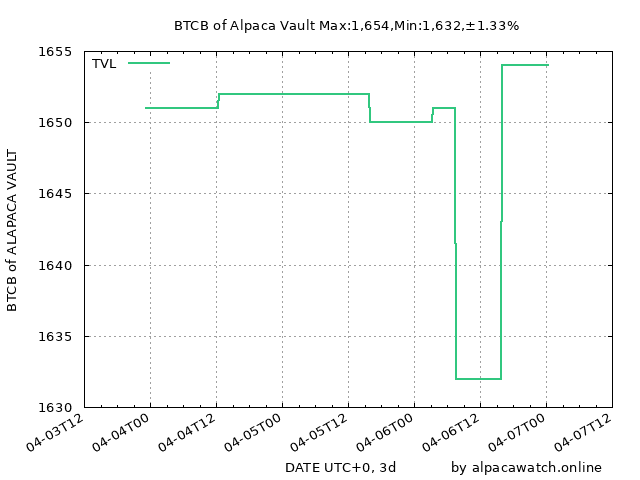 BTCB of Alpaca Vault Max:1,654,Min:1,632,±1.33%
TVL
1655
1650
1645
1640
1635
1630
BTCB of ALAPACA VAULT
04-03T12
04-04T00
04-04T12
04-05T00
04-05T12
04-06T00
04-06T12
04-07T00
04-07T12
DATE UTC+0, 3d
by alpacawatch.online